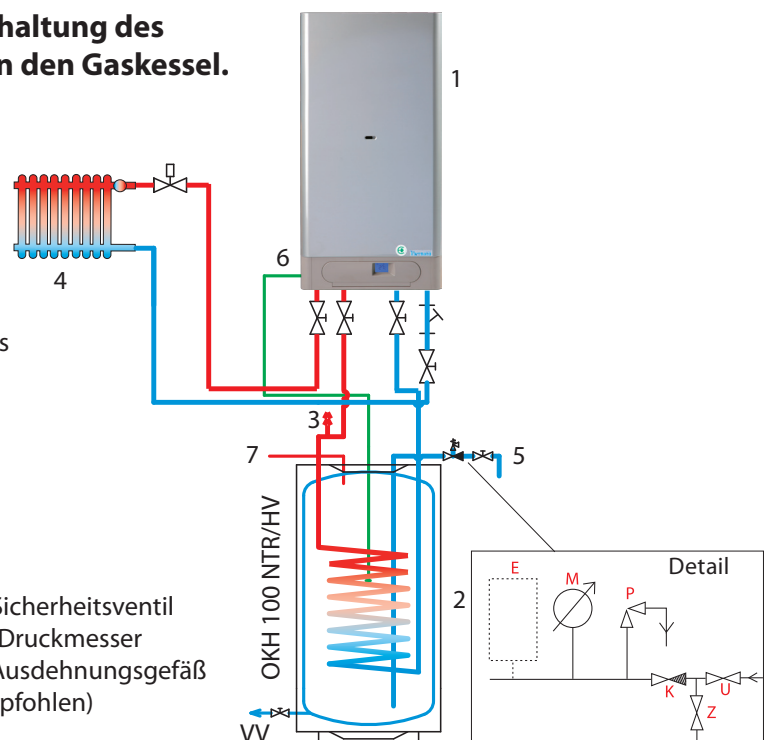 haltung des
n den Gaskessel.
1
6
4
s
3
7
5
OKH 100 NTR/HV
2
Detail
E
M
P
K
U
Z
Sicherheitsventil
Druckmesser
Ausdehnungsgefäß
pfohlen)
VV